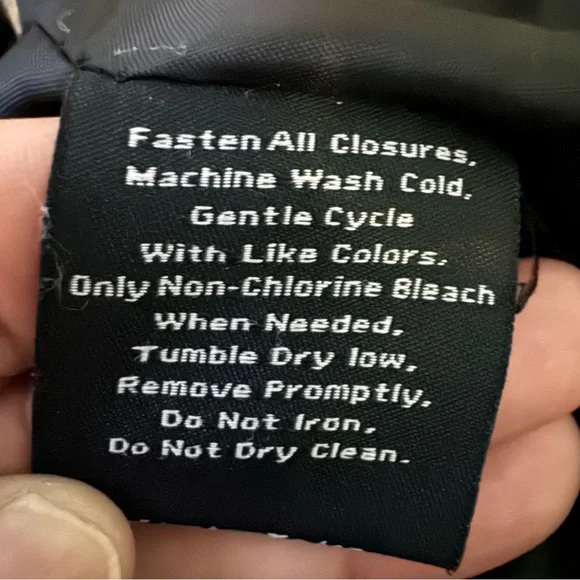 Fasten All Closures,
Machine Wash Cold,
Gentle Cycle
With Like Colors.
Only Non-Chlorine Bleach
When Needed,
Tumble Dry low,
Remove Promptly,
Do Not Iron,
Do Not Dry Clean.